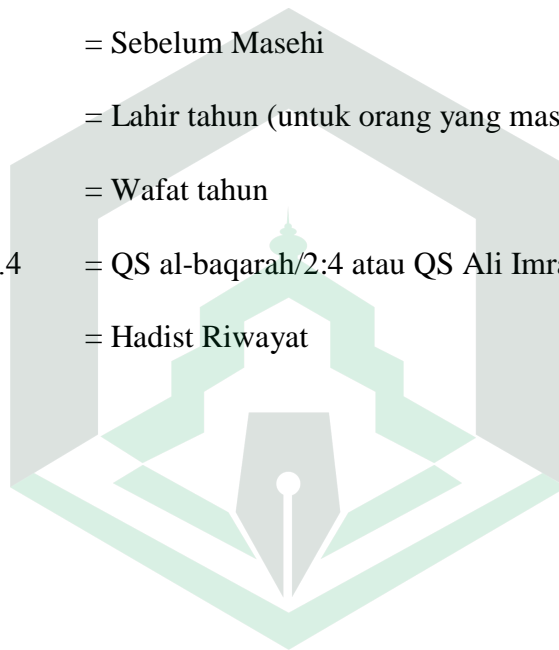 = Sebelum Masehi
= Lahir tahun (untuk orang yang mas
= Wafat tahun
.4 = QS al-baqarah/2:4 atau QS Ali Imra
= Hadist Riwayat